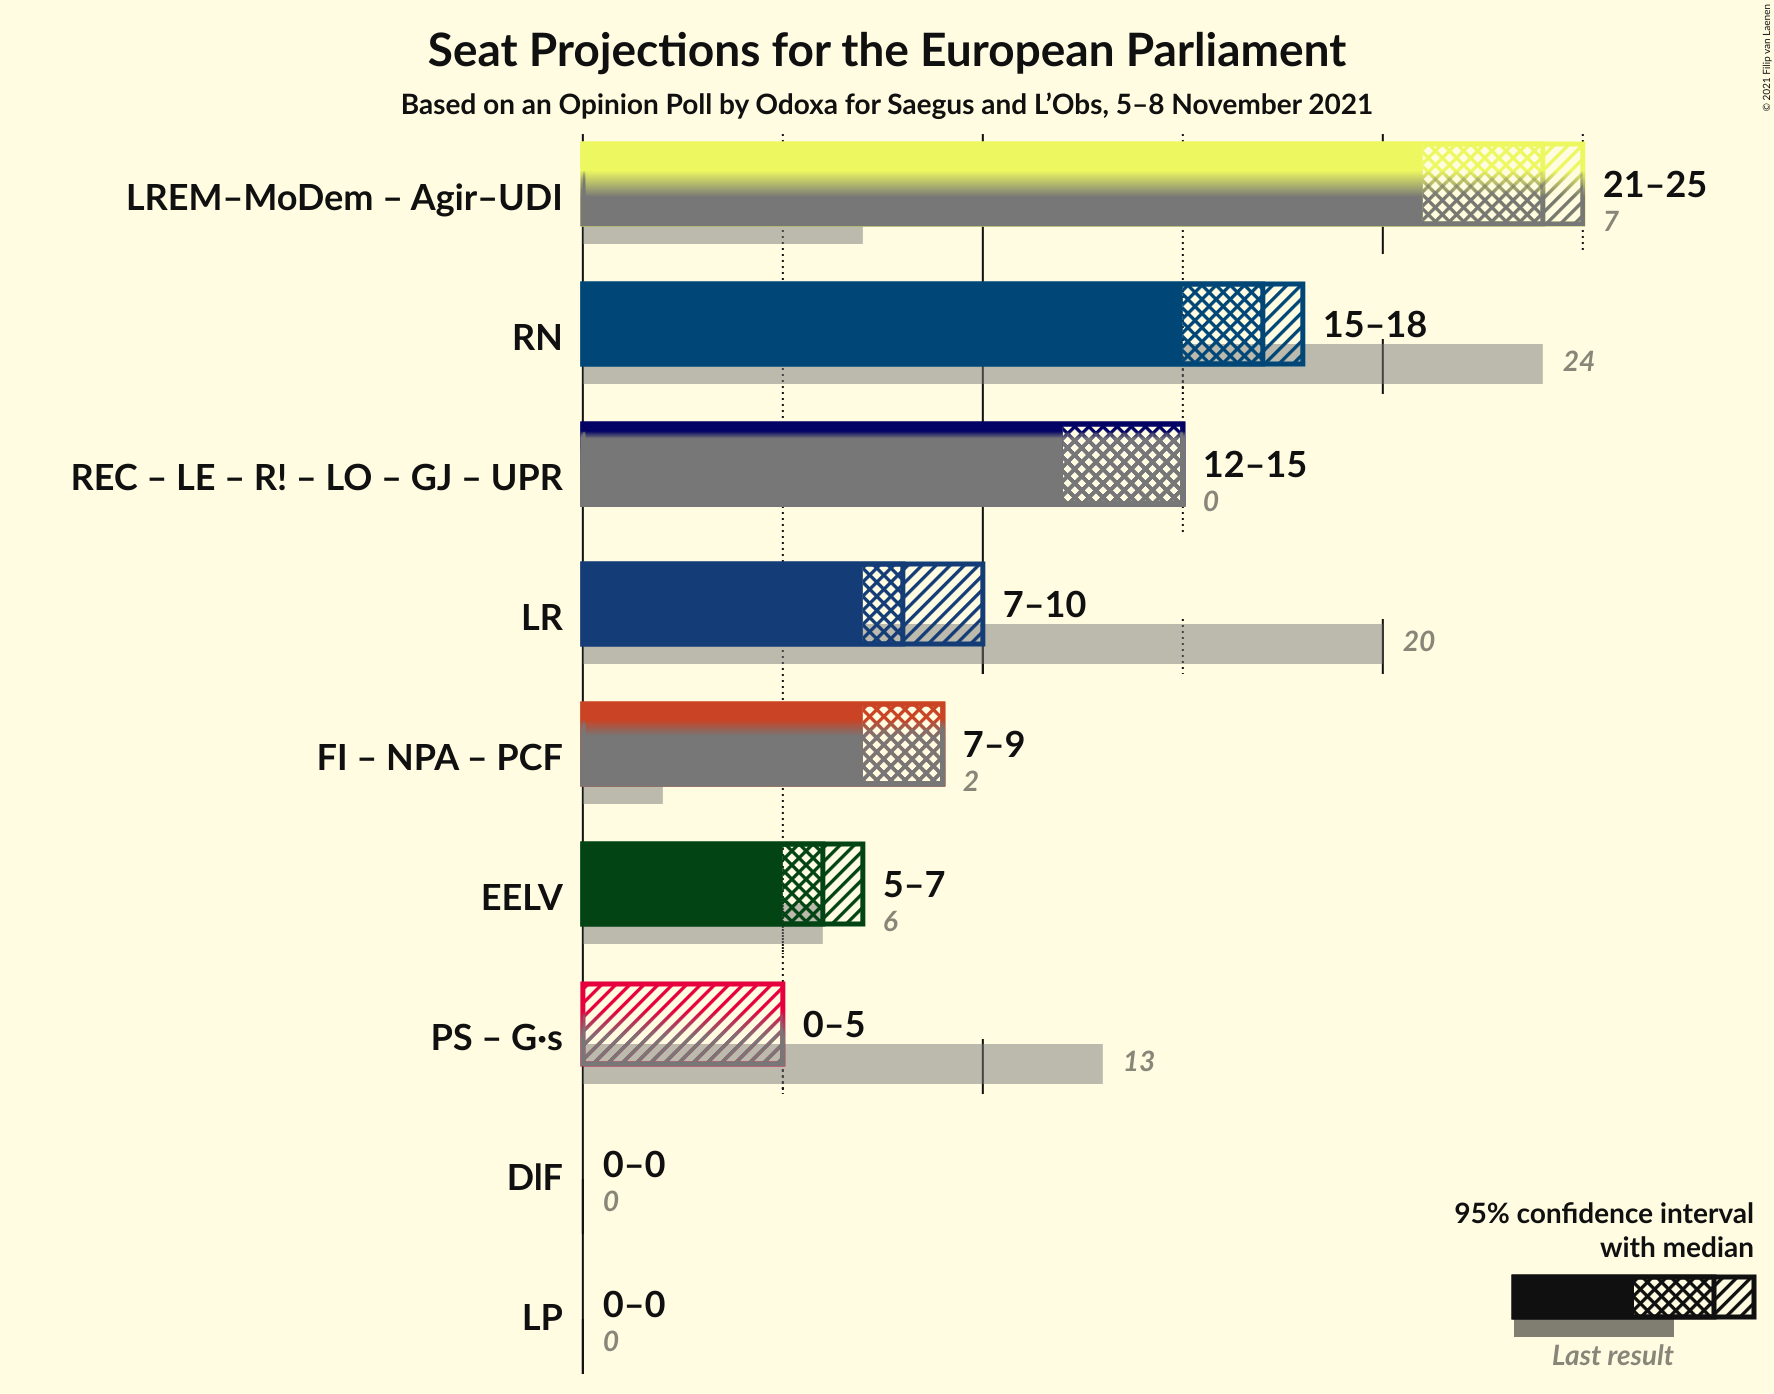 Seat Projections for the European Parliament
Based on an Opinion Poll by Odoxa for Saegus and L’Obs, 5–8 November 2021
© 2021 Filip van Laenen
LREM–MoDem – Agir–UDI
21–25
7
RN
15–18
24
REC – LE – R! – LO – GJ – UPR
12–15
0
LR
7–10
20
FI – NPA – PCF
7–9
2
EELV
5–7
6
PS – G·s
0–5
13
DIF
0–0
0
LP
0–0
0
95% confidence interval
with median
Last result